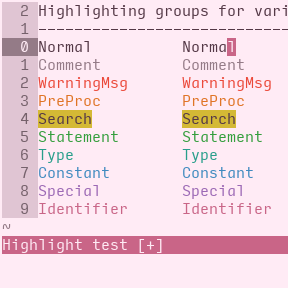 2 Highlighting groups for vari
1 --------------------------------
0 Normal Normal
1 Comment Comment
2 WarningMsg WarningMsg
3 PreProc PreProc
4 Search Search
5 Statement Statement
6 Type Type
7 Constant Constant
8 Special Special
9 Identifier Identifier
~
Highlight test [+]